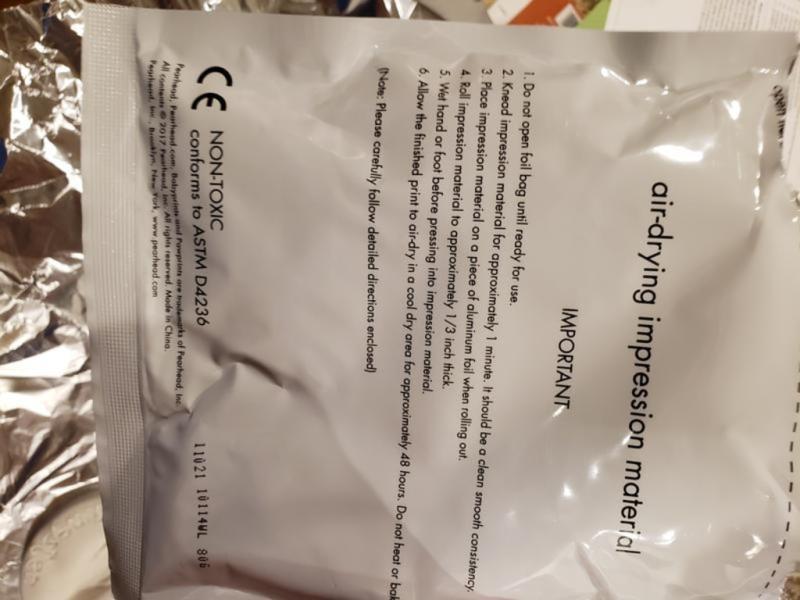 open
air-drying impression material
IMPORTANT
1. Do not open foil bag until ready for use.
2. Knead impression material for approximately 1 minute. It should be a clean smooth consistency.
3. Place impression material on a piece of aluminum foil when rolling out.
4. Roll impression material to approximately 1/3 inch thick.
5. Wet hand or foot before pressing into impression material.
6. Allow the finished print to air-dry in a cool dry area for approximately 48 hours. Do not heat or bak
(Note: Please carefully follow detailed directions enclosed)
CE NON-TOXIC
conforms to ASTM D4236
Pearhead, Pearhead.com, Babyprints and Pawprints are trademarks of Pearhead, Inc.
All contents © 2017 Pearhead, Inc. All rights reserved. Made in China.
Pearhead, Inc., Brooklyn, New York, www.pearhead.com
11021 10114WL 806